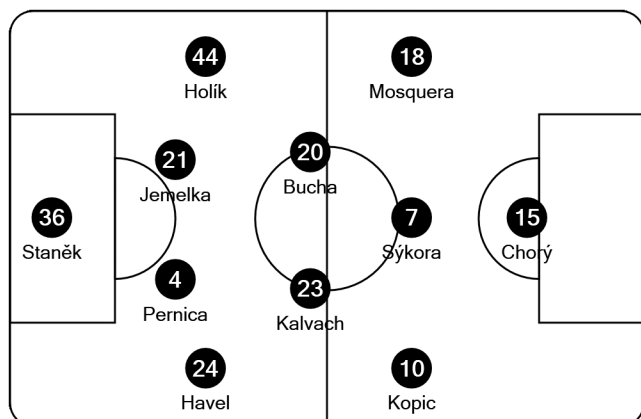 44
Holík
18
Mosquera
21
Jemelka
20
Bucha
36
Staněk
7
Sýkora
15
Chorý
4
Pernica
23
Kalvach
24
Havel
10
Kopic